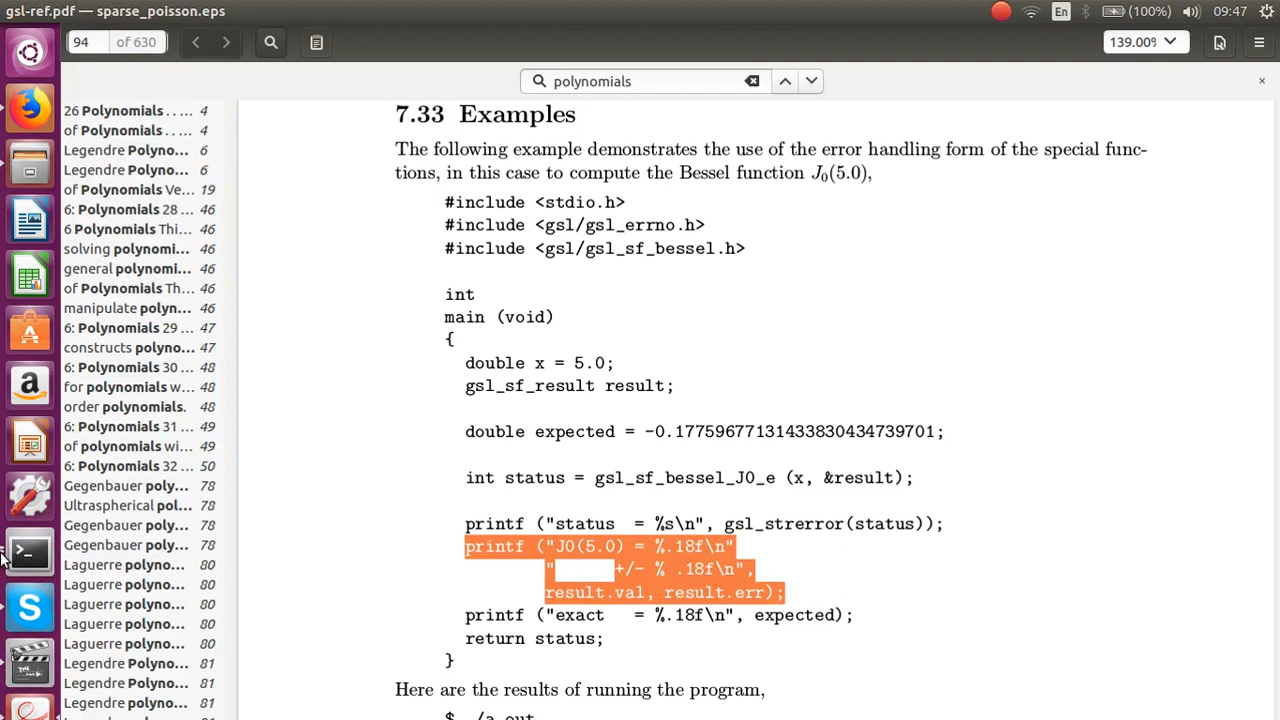 gsl-ref.pdf — sparse_poisson.eps
En
(100%)
09:47
94 of 630
139.00%
polynomials
26 Polynomials . . ... 4
of Polynomials . . ... 4
Legendre Polyno... 6
Legendre Polyno... 6
of Polynomials Ve... 19
6: Polynomials 28 ... 46
6 Polynomials Thi... 46
solving polynomi... 46
general polynomi... 46
of Polynomials Th... 46
manipulate polyn... 46
6: Polynomials 29 ... 47
constructs polyno... 47
6: Polynomials 30 ... 48
for polynomials w... 48
order polynomials. 48
6: Polynomials 31 ... 49
of polynomials wi... 49
6: Polynomials 32 ... 50
Gegenbauer poly... 78
Ultraspherical pol... 78
Gegenbauer poly... 78
Gegenbauer poly... 78
Laguerre Polyno... 80
Laguerre Polyno... 80
Laguerre Polyno... 80
Laguerre Polyno... 80
Laguerre Polyno... 80
Legendre Polyno... 81
Legendre Polyno... 81
Legendre Polyno... 81
7.33 Examples
The following example demonstrates the use of the error handling form of the special func-
tions, in this case to compute the Bessel function J0(5.0),
#include <stdio.h>
#include <gsl/gsl_errno.h>
#include <gsl/gsl_sf_bessel.h>
int
main (void)
{
double x = 5.0;
gsl_sf_result result;
double expected = -0.17759677131433830434739701;
int status = gsl_sf_bessel_J0_e (x, &result);
printf ("status = %s\n", gsl_strerror(status));
printf ("J0(5.0) = %.18f\n"
" +/- % .18f\n",
result.val, result.err);
printf ("exact = %.18f\n", expected);
return status;
}
Here are the results of running the program,
$ ./a.out